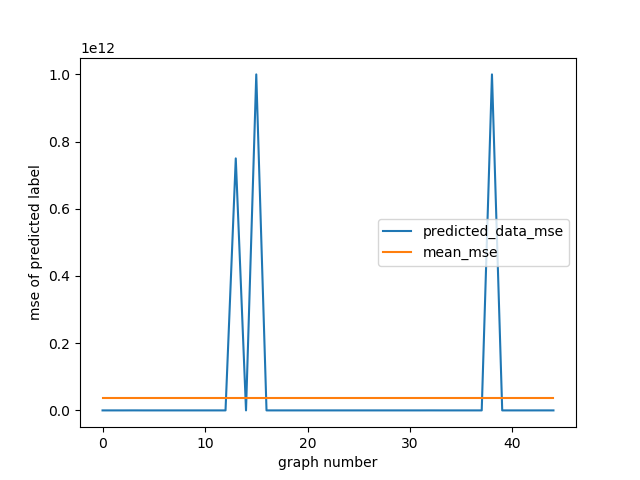 1e12
1.0
0.8
0.6
0.4
0.2
0.0
mse of predicted label
predicted_data_mse
mean_mse
0 10 20 30 40
graph number